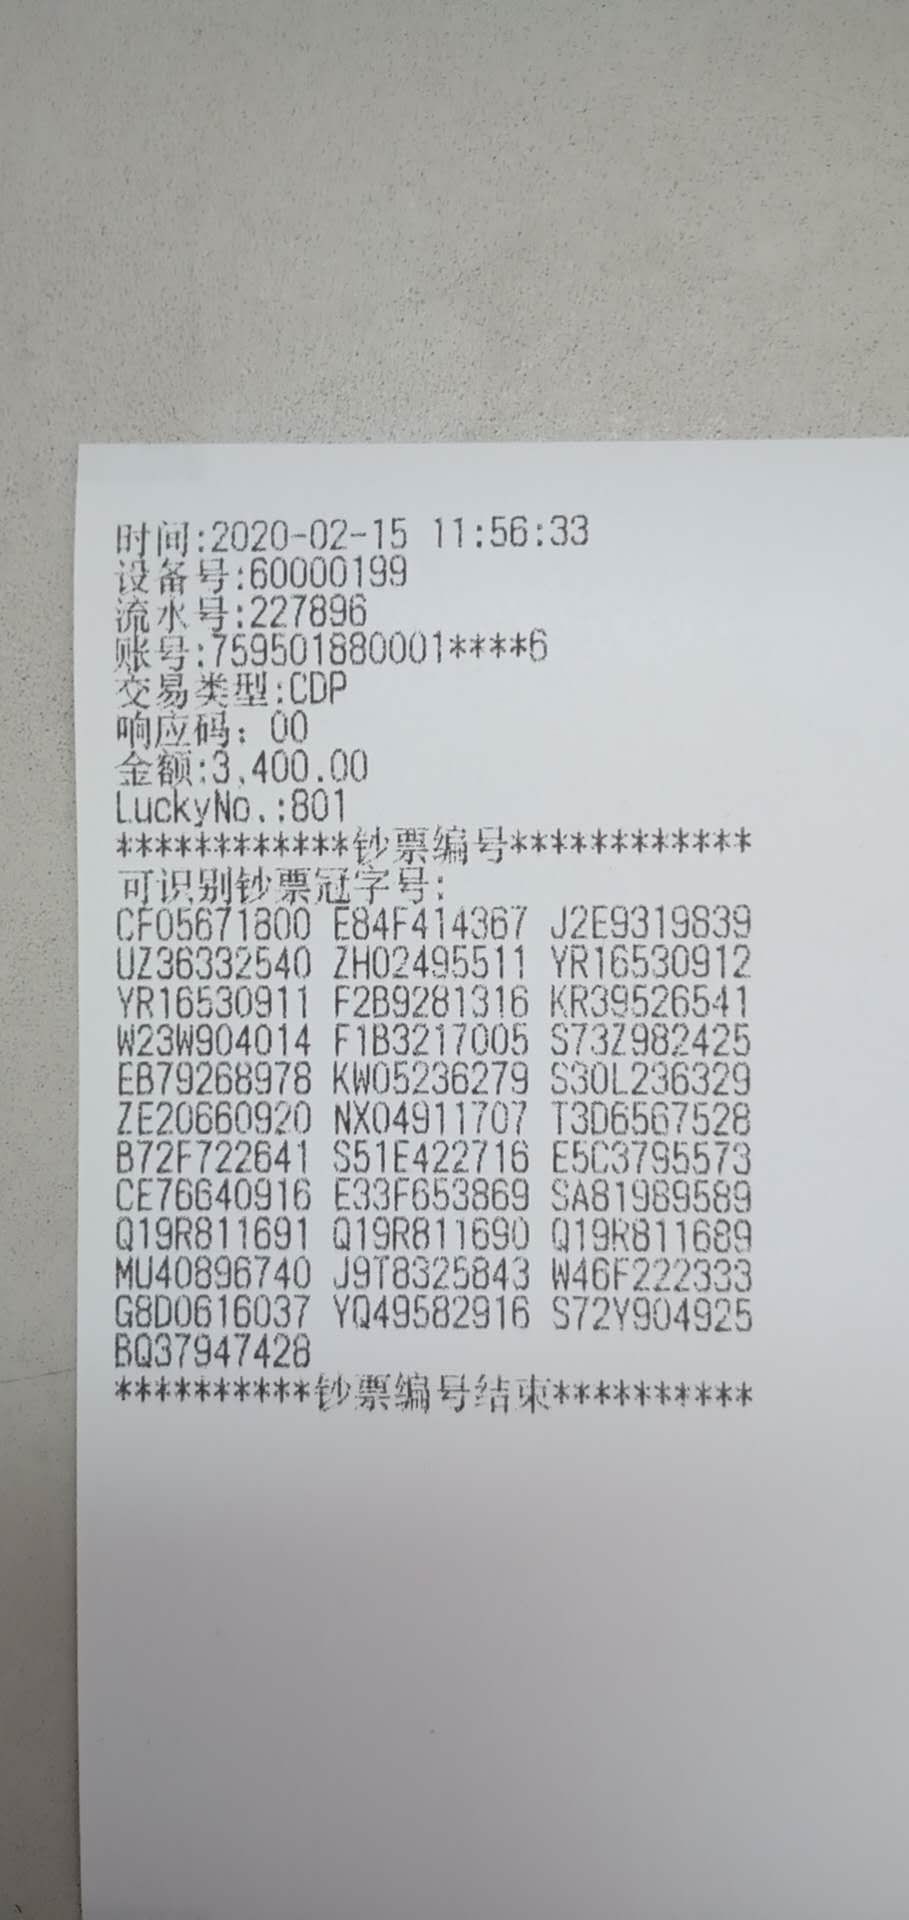 时间:2020-02-15 11:56:33
设备号:60000199
流水号:227896
账号:759501880001****6
交易类型:CDP
响应码：00
金额:3,400.00
LuckyNo.:801
************钞票编号************
可识别钞票冠字号:
CF05671800 E84F414367 J2E9319839
UZ36332540 ZH02495511 YR16530912
YR16530911 F2B9281316 KR39526541
W23W904014 F1B3217005 S73Z982425
EB79268978 KW05236279 S30L236329
ZE20660920 NX04911707 T3D6567528
B72F722641 S51E422716 E5C3795573
CE76640916 E33F653869 SA81989589
Q19R811691 Q19R811690 Q19R811689
MU40896740 J9T8325843 W46F222333
G8D0616037 YQ49582916 S72Y904925
BQ37947428
**********钞票编号结束**********